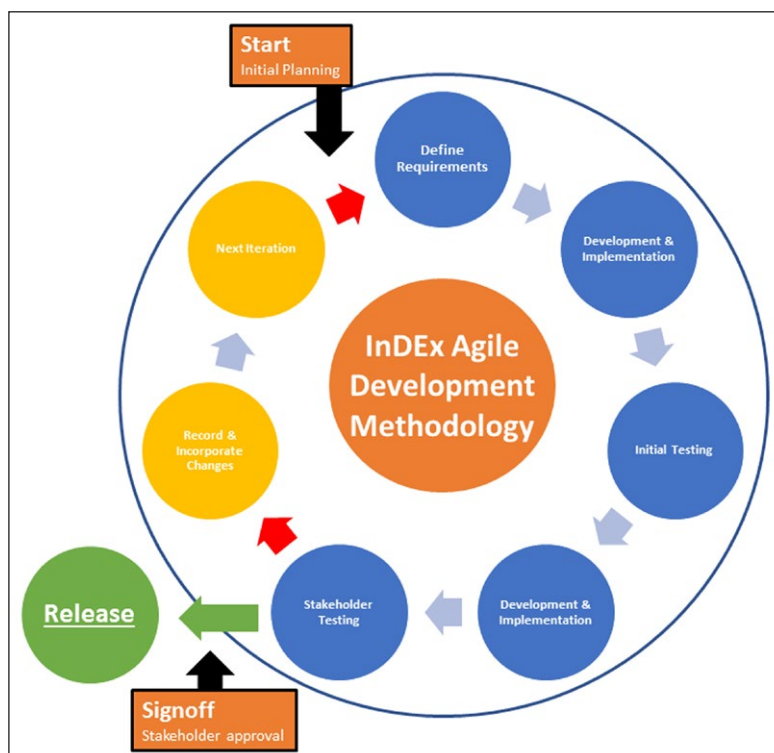 Start
Initial Planning
Define
Requirements
Development &
Implementation
Initial Testing
Development &
Implementation
Stakeholder
Testing
Record &
Incorporate
Changes
Next Iteration
InDEx Agile
Development
Methodology
Release
Signoff
Stakeholder approval